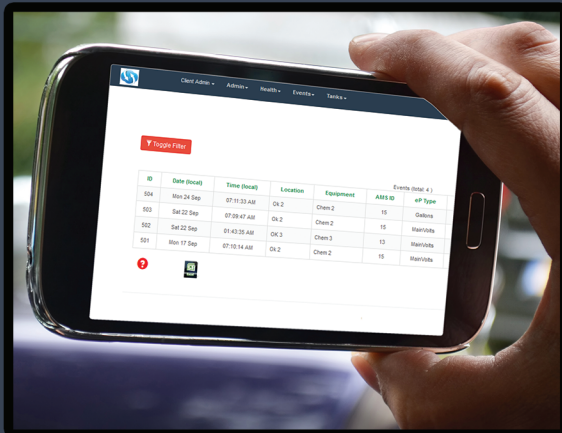 Client Admin Admin Health Events Tanks
Toggle Filter
Events (total: 4 )
ID Date (local) Time (local) Location Equipment AMS ID eP Type
504 Mon 24 Sep 07:11:33 AM Ok 2 Chem 2 15 Gallons
503 Sat 22 Sep 07:09:47 AM Ok 2 Chem 2 15 MainVolts
502 Sat 22 Sep 01:43:35 AM OK 3 Chem 3 13 MainVolts
501 Mon 17 Sep 07:10:14 AM Ok 2 Chem 2 15 MainVolts
?